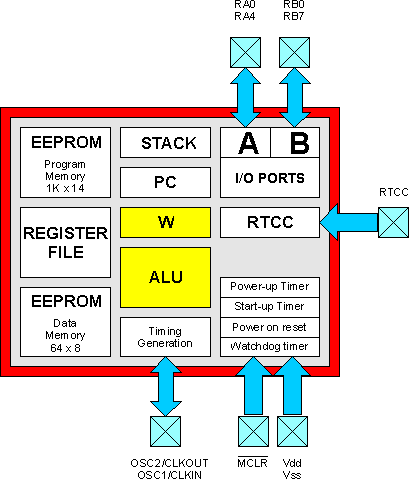 RA0
RA4
RB0
RB7
EEPROM
Program
Memory
1K x 14
STACK
A
B
I/O PORTS
PC
REGISTER
FILE
W
RTCC
RTCC
ALU
EEPROM
Data
Memory
64 x 8
Timing
Generation
Power-up Timer
Start-up Timer
Power on reset
Watchdog timer
OSC2/CLKOUT
OSC1/CLKIN
MCLR
Vdd
Vss